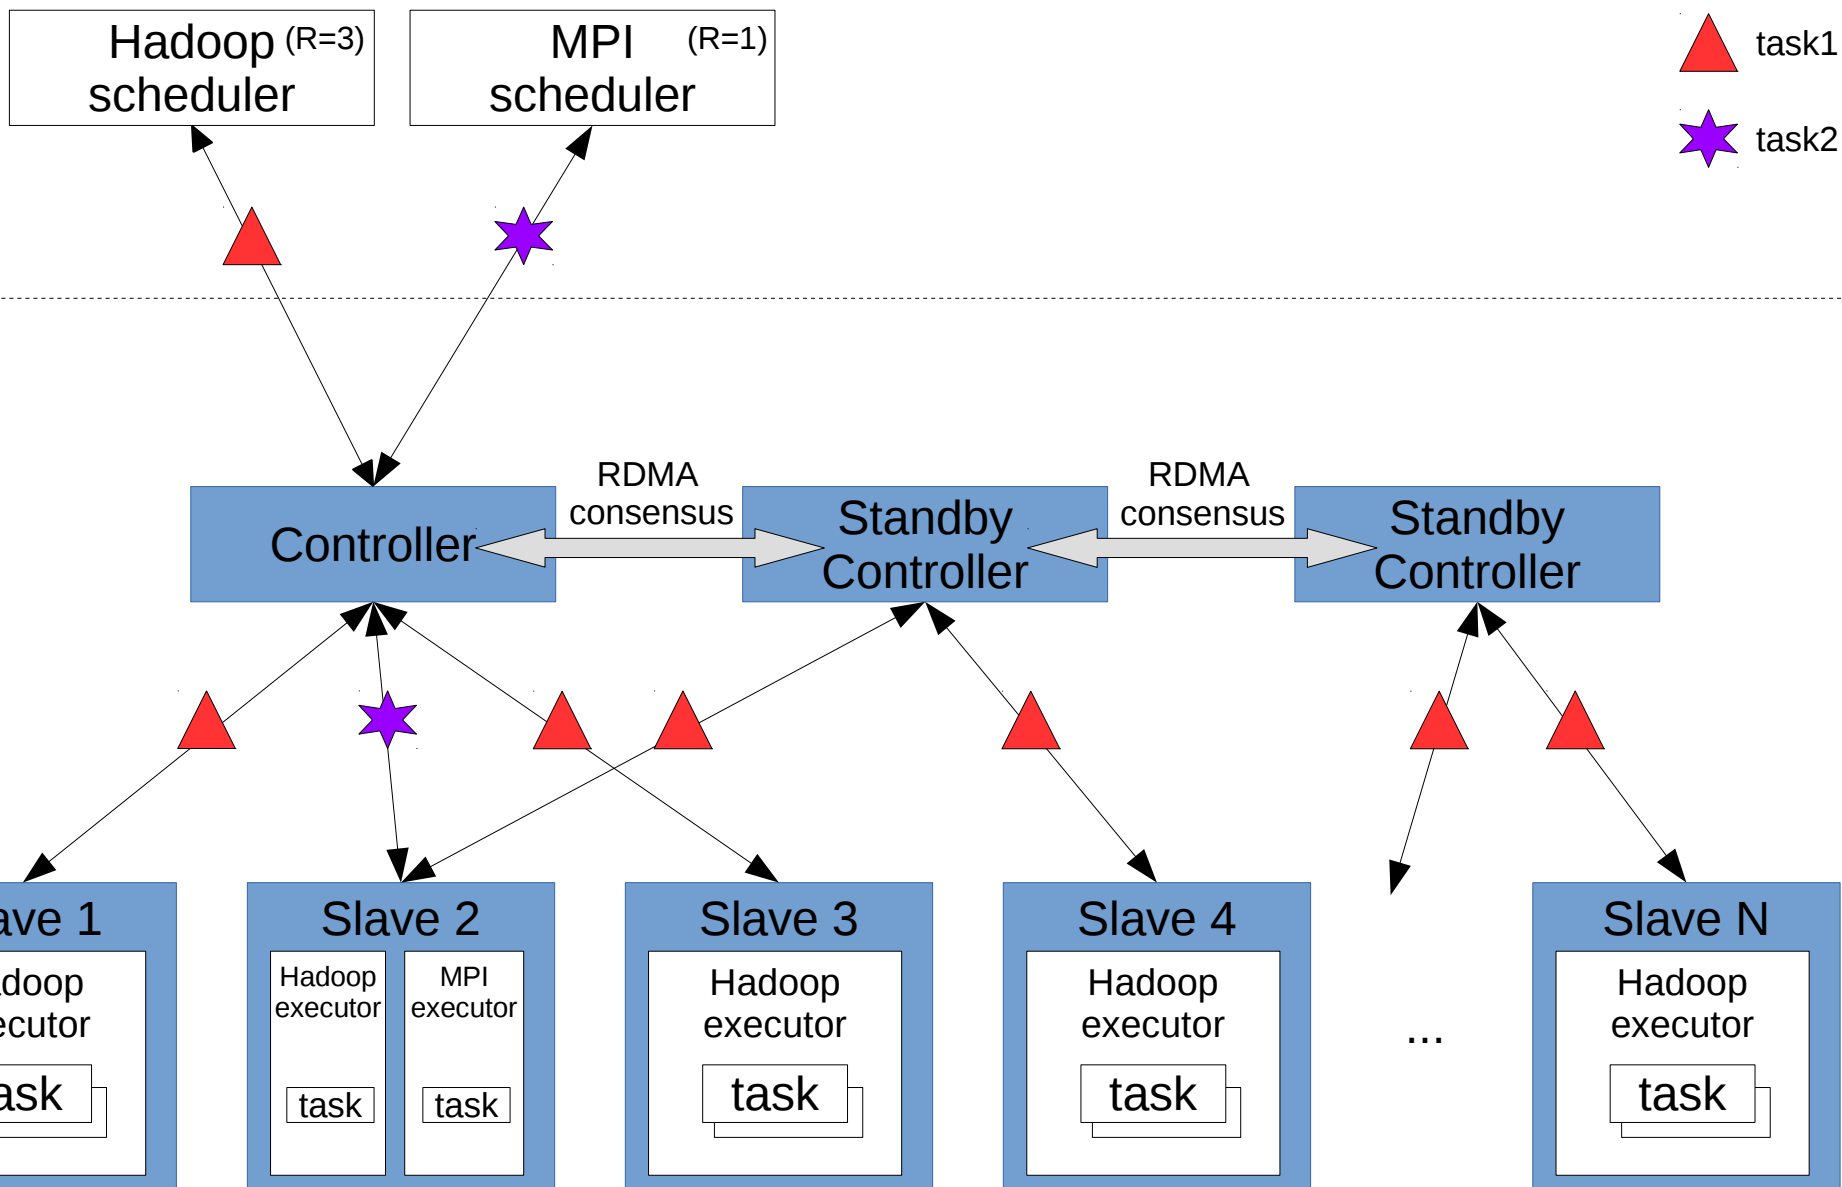 Hadoop (R=3)
scheduler
MPI (R=1)
scheduler
task1
task2
RDMA
consensus
RDMA
consensus
Controller
Standby
Controller
Standby
Controller
ave 1
doop
ecutor
ask
Slave 2
Hadoop
executor
task
MPI
executor
task
Slave 3
Hadoop
executor
task
Slave 4
Hadoop
executor
task
...
Slave N
Hadoop
executor
task